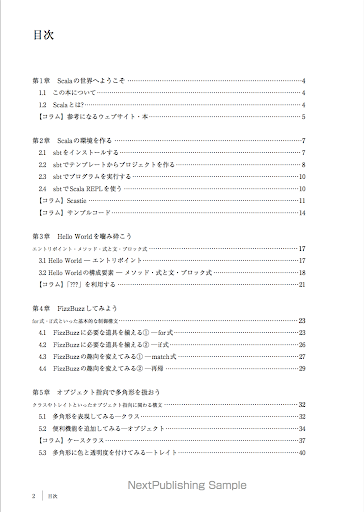 目次
第1章　Scalaの世界へようこそ ……………… 4
1.1　この本について ……………… 4
1.2　Scalaとは? ……………… 4
【コラム】参考になるウェブサイト・本 ……………… 5
第2章　Scalaの環境を作る ……………… 7
2.1　sbtをインストールする ……………… 7
2.2　sbtでテンプレートからプロジェクトを作る ……………… 8
2.3　sbtでプログラムを実行する ……………… 10
2.4　sbtでScala REPLを使う ……………… 10
【コラム】Scastie ……………… 11
【コラム】サンプルコード ……………… 14
第3章　Hello Worldを噛み砕こう
エントリポイント・メソッド・式と文・ブロック式 ……………… 17
3.1 Hello World ― エントリポイント ……………… 17
3.2 Hello Worldの構成要素 ― メソッド・式と文・ブロック式 ……………… 18
【コラム】「???」を利用する ……………… 21
第4章　FizzBuzzしてみよう
for式・if式といった基本的な制御構文 ……………… 23
4.1　FizzBuzzに必要な道具を揃える① ―for式 ……………… 23
4.2　FizzBuzzに必要な道具を揃える② ―if式 ……………… 26
4.3　FizzBuzzの趣向を変えてみる① ―match式 ……………… 27
4.4　FizzBuzzの趣向を変えてみる② ―再帰 ……………… 29
第5章　オブジェクト指向で多角形を扱おう
クラスやトレイトといったオブジェクト指向に関わる構文 ……………… 32
5.1　多角形を表現してみる―クラス ……………… 32
5.2　便利機能を追加してみる―オブジェクト ……………… 34
【コラム】ケースクラス ……………… 37
5.3　多角形に色と透明度を付けてみる―トレイト ……………… 40
NextPublishing Sample
2 | 目次